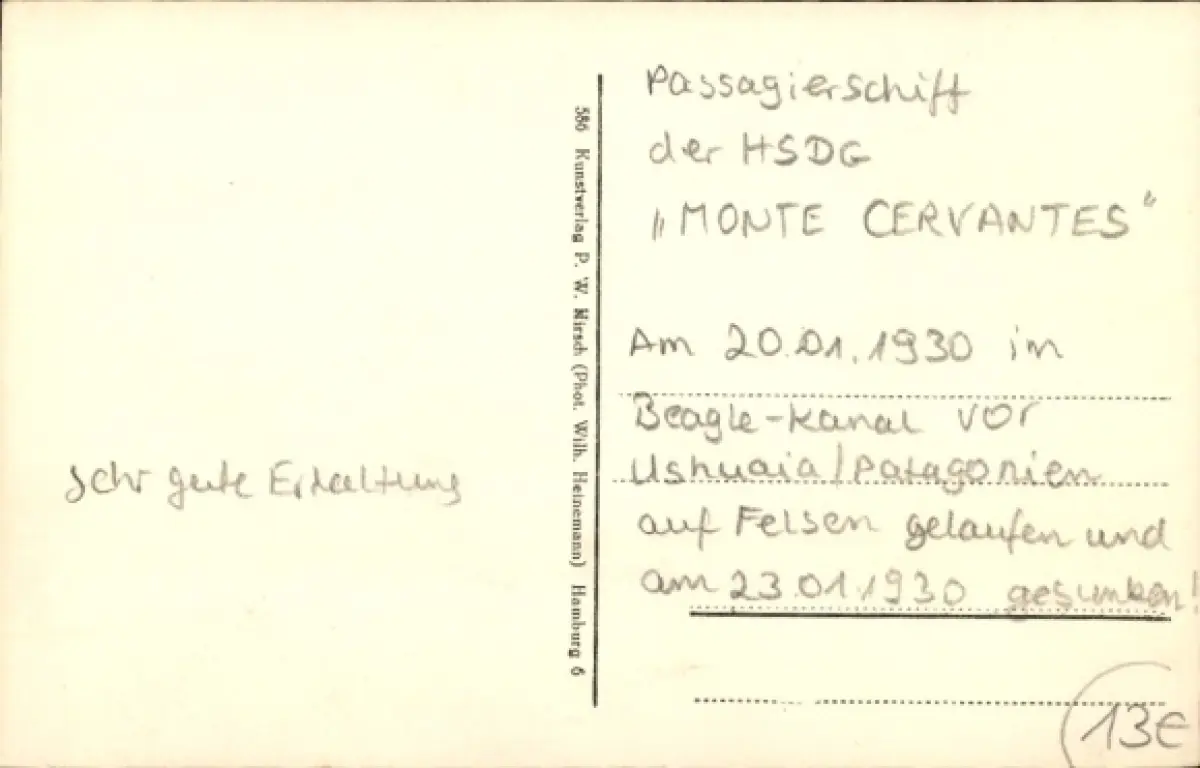 sehr gute Erhaltung
586 Kunstverlag P. W. Hirsch (Phot. Wilh. Heinemann) Hamburg 6
Passagierschiff
der HSDG
„MONTE CERVANTES"
Am 20.01.1930 im
Beagle-Kanal vor
Ushuaia/Patagonien
auf Felsen gelaufen und
am 23.01.1930 gesunken!
13€